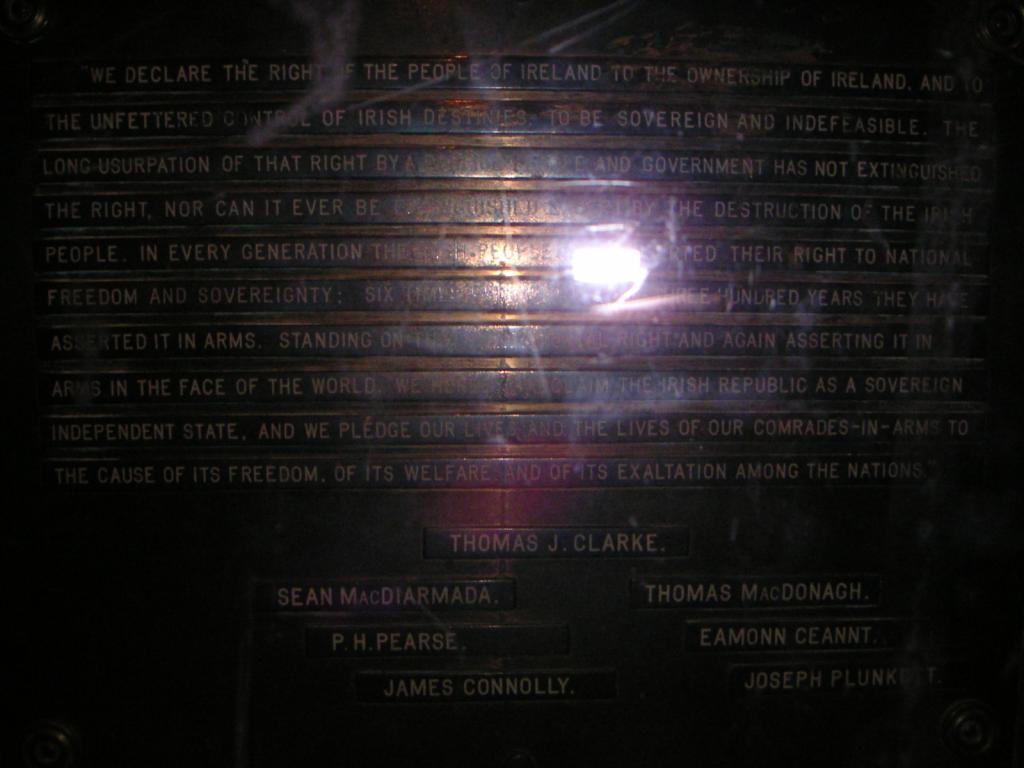 "WE DECLARE THE RIGHT OF THE PEOPLE OF IRELAND TO THE OWNERSHIP OF IRELAND, AND TO
THE UNFETTERED CONTROL OF IRISH DESTINIES, TO BE SOVEREIGN AND INDEFEASIBLE. THE
LONG USURPATION OF THAT RIGHT BY A AND GOVERNMENT HAS NOT EXTINGUISHED
THE RIGHT, NOR CAN IT EVER BE BY THE DESTRUCTION OF THE IRISH
PEOPLE. IN EVERY GENERATION THE THEIR RIGHT TO NATIONAL
FREEDOM AND SOVEREIGNTY: SIX HUNDRED YEARS THEY HAVE
ASSERTED IT IN ARMS. STANDING ON RIGHT AND AGAIN ASSERTING IT IN
ARMS IN THE FACE OF THE WORLD, WE THE IRISH REPUBLIC AS A SOVEREIGN
INDEPENDENT STATE, AND WE PLEDGE OUR LIVES AND THE LIVES OF OUR COMRADES-IN-ARMS TO
THE CAUSE OF ITS FREEDOM, OF ITS WELFARE, AND OF ITS EXALTATION AMONG THE NATIONS."
THOMAS J. CLARKE.
SEAN MACDIARMADA. THOMAS MACDONAGH.
P. H. PEARSE. EAMONN CEANNT.
JAMES CONNOLLY. JOSEPH PLUNKETT.